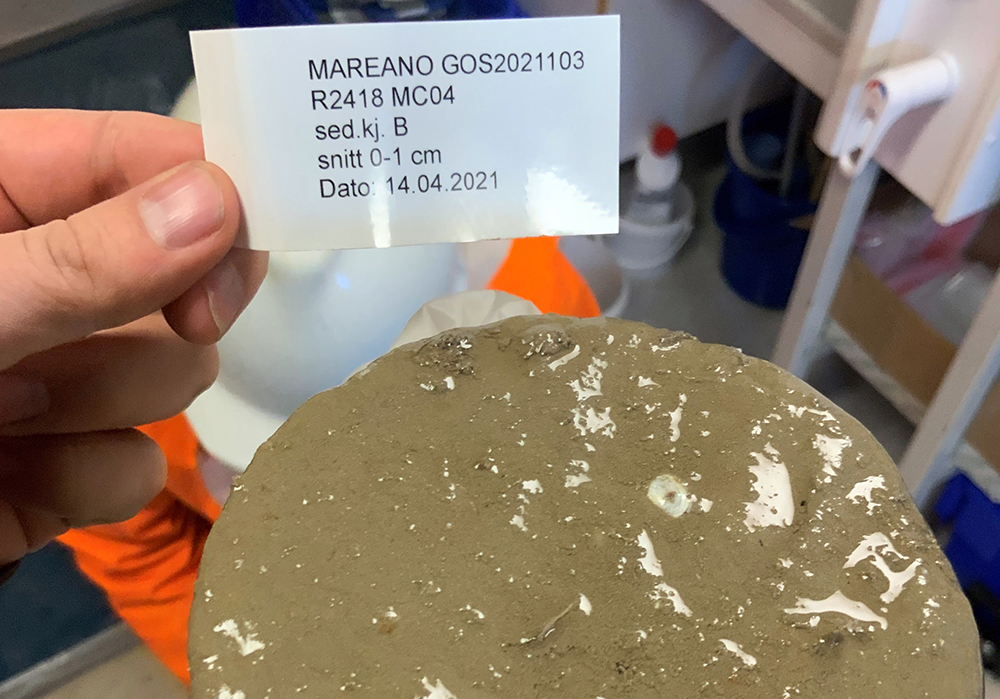 MAREANO GOS2021103
R2418 MC04
sed.kj. B
snitt 0-1 cm
Dato: 14.04.2021